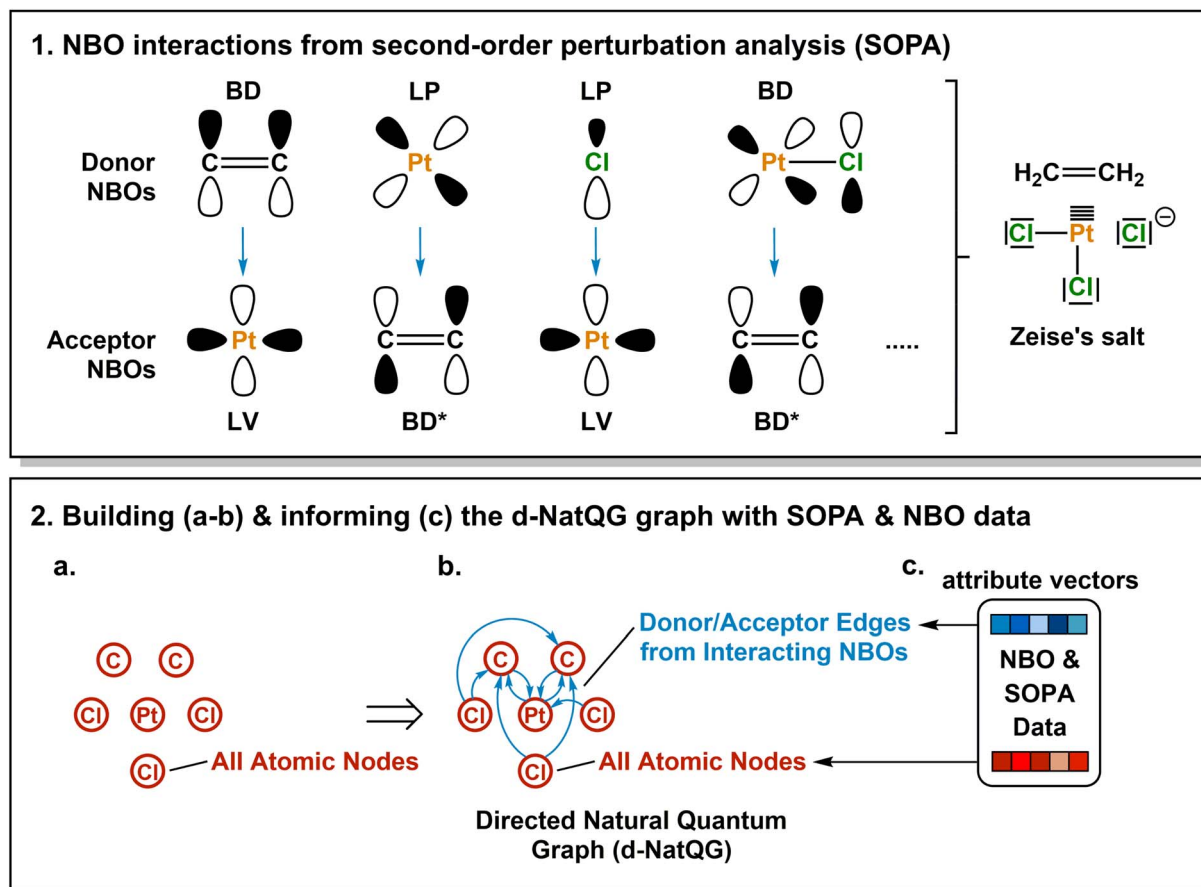 1. NBO interactions from second-order perturbation analysis (SOPA)
BD LP LP BD
Donor
NBOs
C C Pt Cl Pt Cl
Acceptor
NBOs
Pt C C Pt C C .....
LV BD* LV BD*
H₂C CH₂
|Cl Pt |Cl|⊖
|Cl|
Zeise's salt
2. Building (a-b) & informing (c) the d-NatQG graph with SOPA & NBO data
a.
C C
Cl Pt Cl
Cl All Atomic Nodes
b.
Donor/Acceptor Edges
from Interacting NBOs
C C
Cl Pt Cl
Cl All Atomic Nodes
Directed Natural Quantum
Graph (d-NatQG)
c.
attribute vectors
NBO &
SOPA
Data